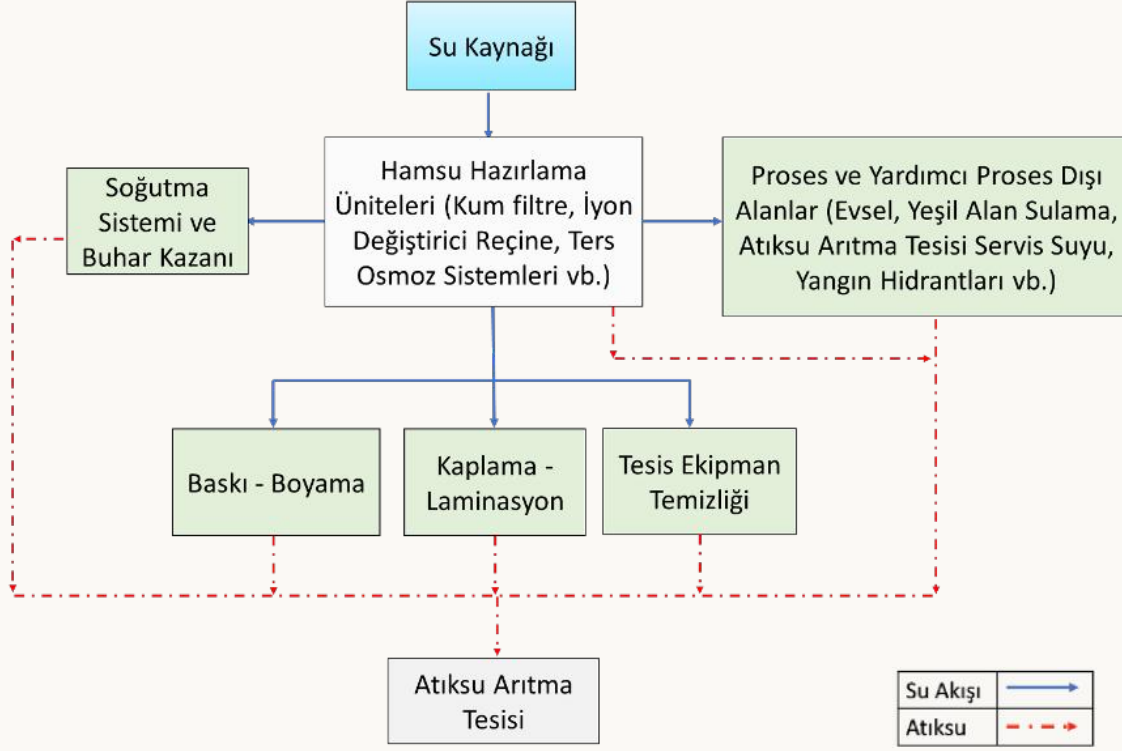 Su Kaynağı
Hamsu Hazırlama
Üniteleri (Kum filtre, İyon
Değiştirici Reçine, Ters
Osmoz Sistemleri vb.)
Soğutma
Sistemi ve
Buhar Kazanı
Proses ve Yardımcı Proses Dışı
Alanlar (Evsel, Yeşil Alan Sulama,
Atıksu Arıtma Tesisi Servis Suyu,
Yangın Hidrantları vb.)
Baskı - Boyama
Kaplama -
Laminasyon
Tesis Ekipman
Temizliği
Atıksu Arıtma
Tesisi
Su Akışı
Atıksu